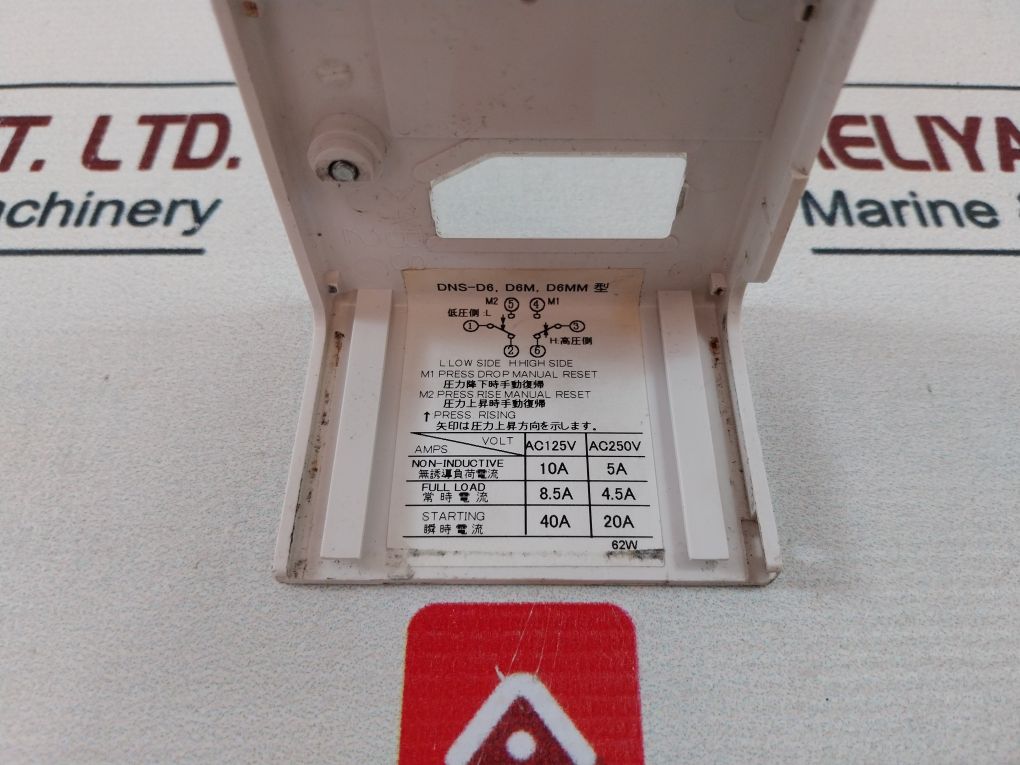 T. LTD.
ELIYA
achinery
Marine &
DNS-D6, D6M, D6MM 型
M2 ⑤ ④ M1
低圧側 :L
① ③
② ⑥ H:高圧側
L:LOW SIDE H:HIGH SIDE
M1 PRESS DROP MANUAL RESET
圧力降下時手動復帰
M2 PRESS RISE MANUAL RESET
圧力上昇時手動復帰
↑ PRESS RISING
矢印は圧力上昇方向を示します。
AMPS VOLT AC125V AC250V
NON-INDUCTIVE 10A 5A
無誘導負荷電流
FULL LOAD 8.5A 4.5A
常時電流
STARTING 40A 20A
瞬時電流
62W